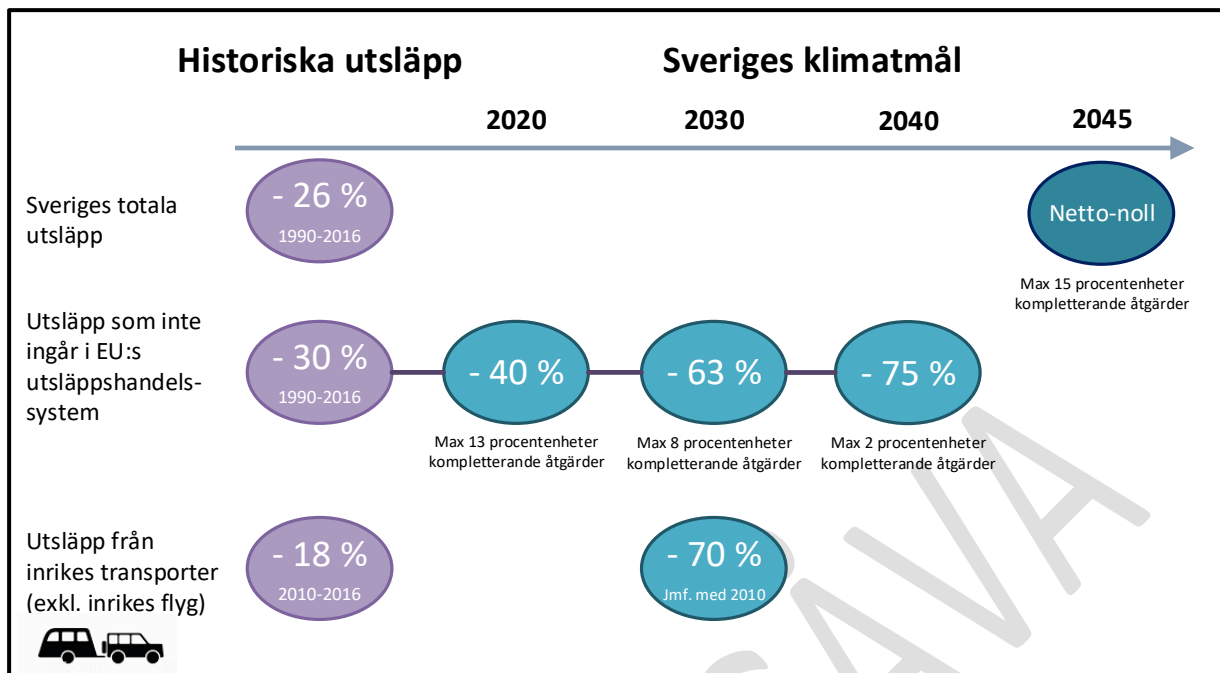 Historiska utsläpp
Sveriges klimatmål
2020
2030
2040
2045
Sveriges totala
utsläpp
- 26 %
1990-2016
Netto-noll
Max 15 procentenheter
kompletterande åtgärder
Utsläpp som inte
ingår i EU:s
utsläppshandels-
system
- 30 %
1990-2016
- 40 %
- 63 %
- 75 %
Max 13 procentenheter
kompletterande åtgärder
Max 8 procentenheter
kompletterande åtgärder
Max 2 procentenheter
kompletterande åtgärder
Utsläpp från
inrikes transporter
(exkl. inrikes flyg)
- 18 %
2010-2016
- 70 %
Jmf. med 2010